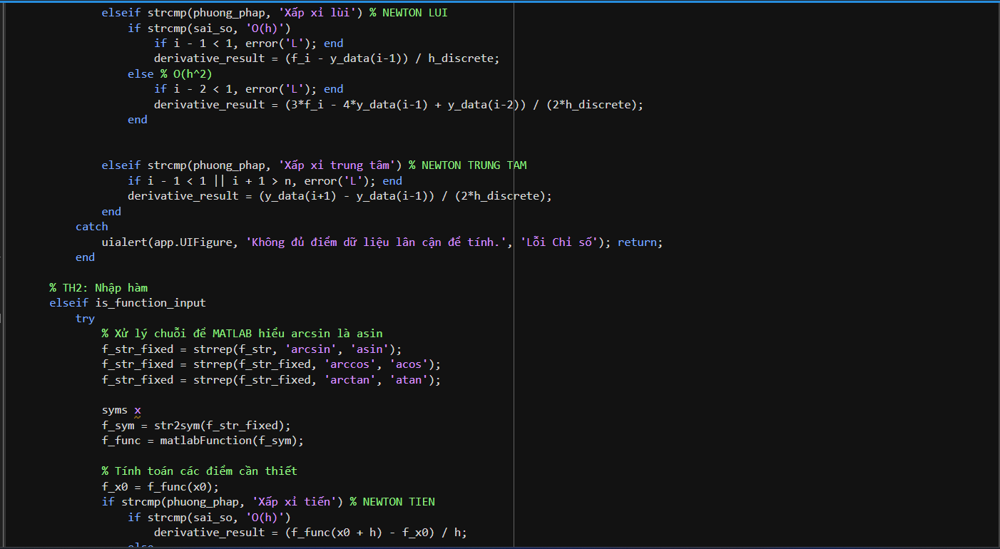 elseif strcmp(phuong_phap, 'Xấp xỉ lùi') % NEWTON LUI
if strcmp(sai_so, 'O(h)')
if i - 1 < 1, error('L'); end
derivative_result = (f_i - y_data(i-1)) / h_discrete;
else % O(h^2)
if i - 2 < 1, error('L'); end
derivative_result = (3*f_i - 4*y_data(i-1) + y_data(i-2)) / (2*h_discrete);
end
elseif strcmp(phuong_phap, 'Xấp xỉ trung tâm') % NEWTON TRUNG TAM
if i - 1 < 1 || i + 1 > n, error('L'); end
derivative_result = (y_data(i+1) - y_data(i-1)) / (2*h_discrete);
end
catch
uialert(app.UIFigure, 'Không đủ điểm dữ liệu lân cận để tính.', 'Lỗi Chỉ số'); return;
end
% TH2: Nhập hàm
elseif is_function_input
try
% Xử lý chuỗi để MATLAB hiểu arcsin là asin
f_str_fixed = strrep(f_str, 'arcsin', 'asin');
f_str_fixed = strrep(f_str_fixed, 'arccos', 'acos');
f_str_fixed = strrep(f_str_fixed, 'arctan', 'atan');
syms x
f_sym = str2sym(f_str_fixed);
f_func = matlabFunction(f_sym);
% Tính toán các điểm cần thiết
f_x0 = f_func(x0);
if strcmp(phuong_phap, 'Xấp xỉ tiến') % NEWTON TIEN
if strcmp(sai_so, 'O(h)')
derivative_result = (f_func(x0 + h) - f_x0) / h;
else